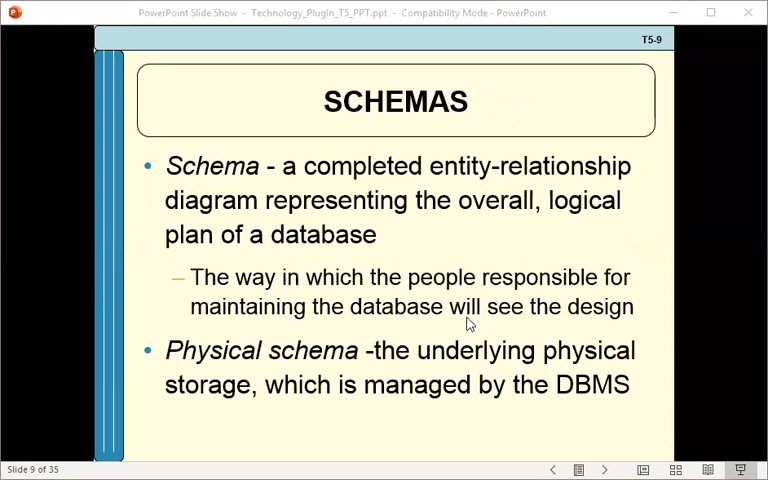 PowerPoint Slide Show - Technology_PlugIn_T5_PPT.ppt - Compatibility Mode - PowerPoint
T5-9
SCHEMAS
• Schema - a completed entity-relationship
diagram representing the overall, logical
plan of a database
– The way in which the people responsible for
maintaining the database will see the design
• Physical schema -the underlying physical
storage, which is managed by the DBMS
Slide 9 of 35